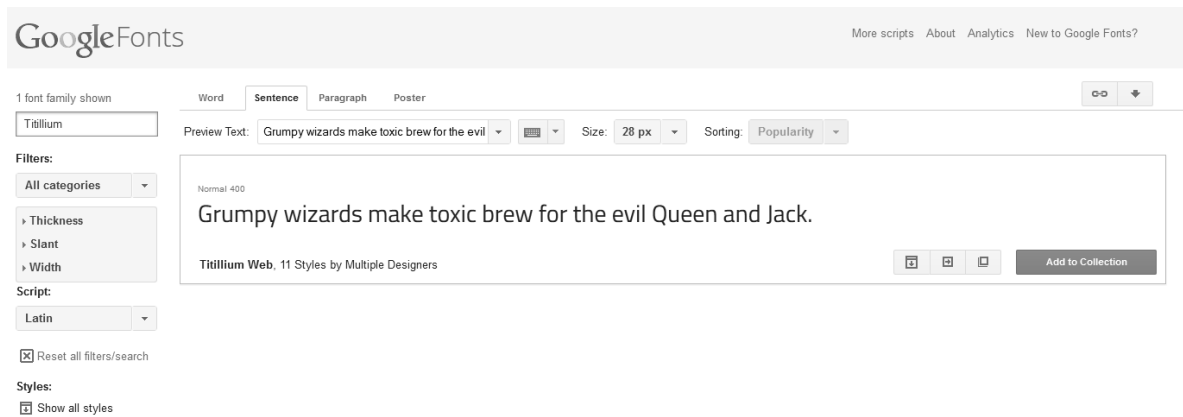 Google Fonts
More scripts About Analytics New to Google Fonts?
1 font family shown
Titillium
Filters:
All categories
Thickness
Slant
Width
Script:
Latin
Reset all filters/search
Styles:
Show all styles
Word Sentence Paragraph Poster
Preview Text: Grumpy wizards make toxic brew for the evil Size: 28 px Sorting: Popularity
Normal 400
Grumpy wizards make toxic brew for the evil Queen and Jack.
Titillium Web, 11 Styles by Multiple Designers
Add to Collection